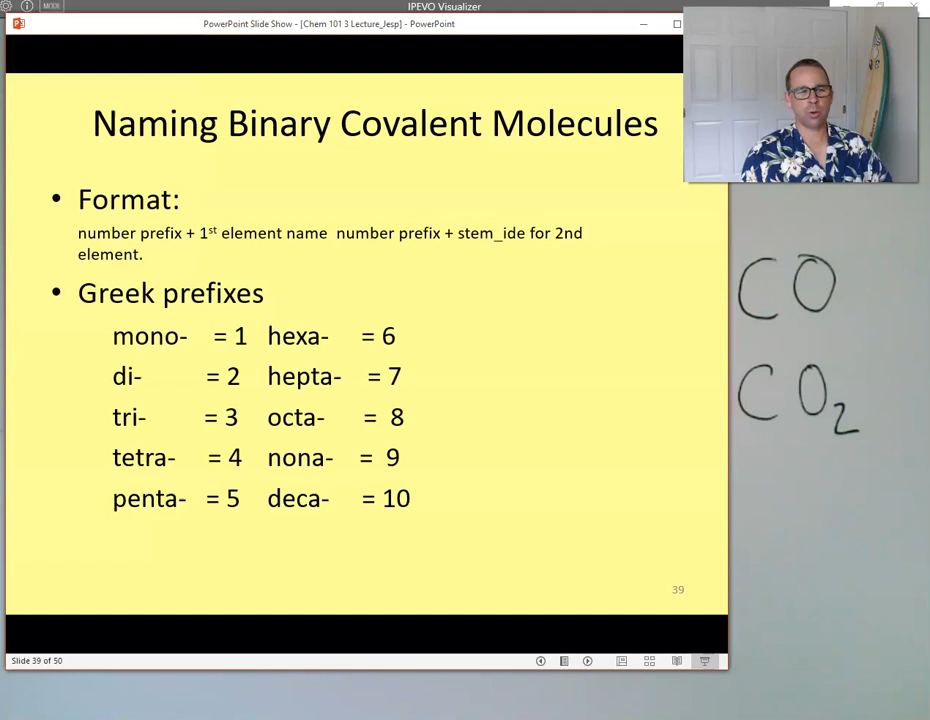 IPEVO Visualizer
MODE
PowerPoint Slide Show - [Chem 101 3 Lecture_Jesp] - PowerPoint
Naming Binary Covalent Molecules
• Format:
number prefix + 1st element name number prefix + stem_ide for 2nd
element.
• Greek prefixes
mono- = 1 hexa- = 6
di- = 2 hepta- = 7
tri- = 3 octa- = 8
tetra- = 4 nona- = 9
penta- = 5 deca- = 10
39
Slide 39 of 50
CO
CO2